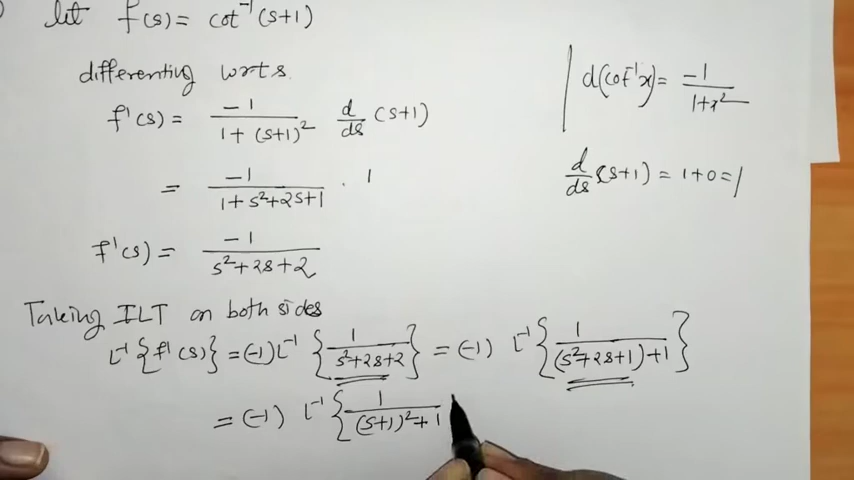 let f(s) = cot⁻¹(s+1)
differenting w.r.t s.
f'(s) = -1/(1 + (s+1)²) d/ds (s+1)
= -1/(1 + s²+2s+1) . 1
f'(s) = -1/(s²+2s+2)
d(cot⁻¹x) = -1/(1+x²)
d/ds (s+1) = 1+0 = 1
Taking ILT on both sides
L⁻¹{f'(s)} = (-1) L⁻¹{1/(s²+2s+2)} = (-1) L⁻¹{1/((s²+2s+1)+1)}
= (-1) L⁻¹{1/((s+1)²+1